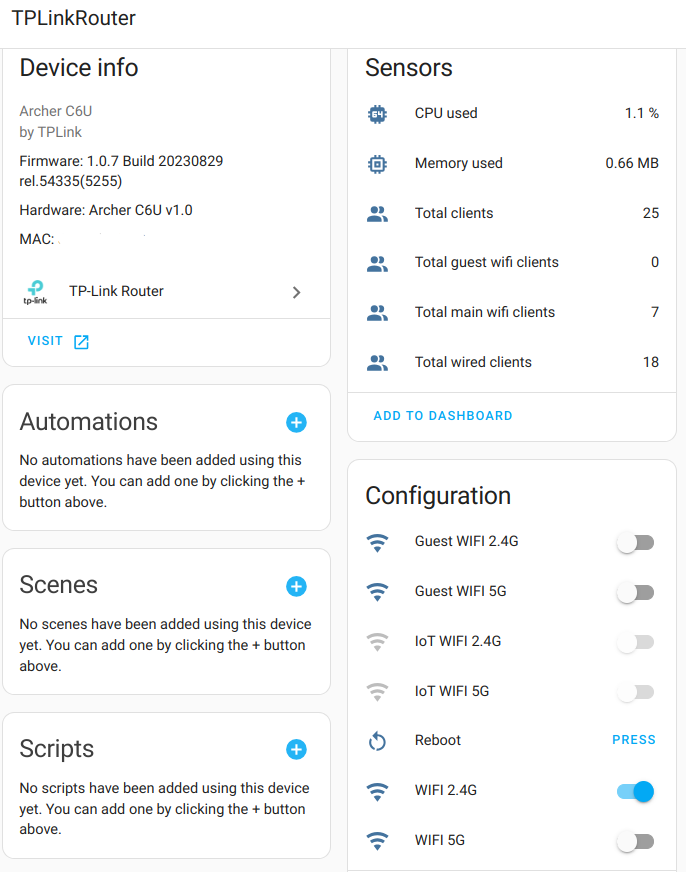 TPLinkRouter
Device info
Archer C6U
by TPLink
Firmware: 1.0.7 Build 20230829
rel.54335(5255)
Hardware: Archer C6U v1.0
MAC:
tp-link
TP-Link Router
VISIT
Automations
No automations have been added using this
device yet. You can add one by clicking the +
button above.
Scenes
No scenes have been added using this device
yet. You can add one by clicking the + button
above.
Scripts
No scripts have been added using this device
yet. You can add one by clicking the + button
above.
Sensors
64
CPU used 1.1 %
Memory used 0.66 MB
Total clients 25
Total guest wifi clients 0
Total main wifi clients 7
Total wired clients 18
ADD TO DASHBOARD
Configuration
Guest WIFI 2.4G
Guest WIFI 5G
IoT WIFI 2.4G
IoT WIFI 5G
Reboot PRESS
WIFI 2.4G
WIFI 5G